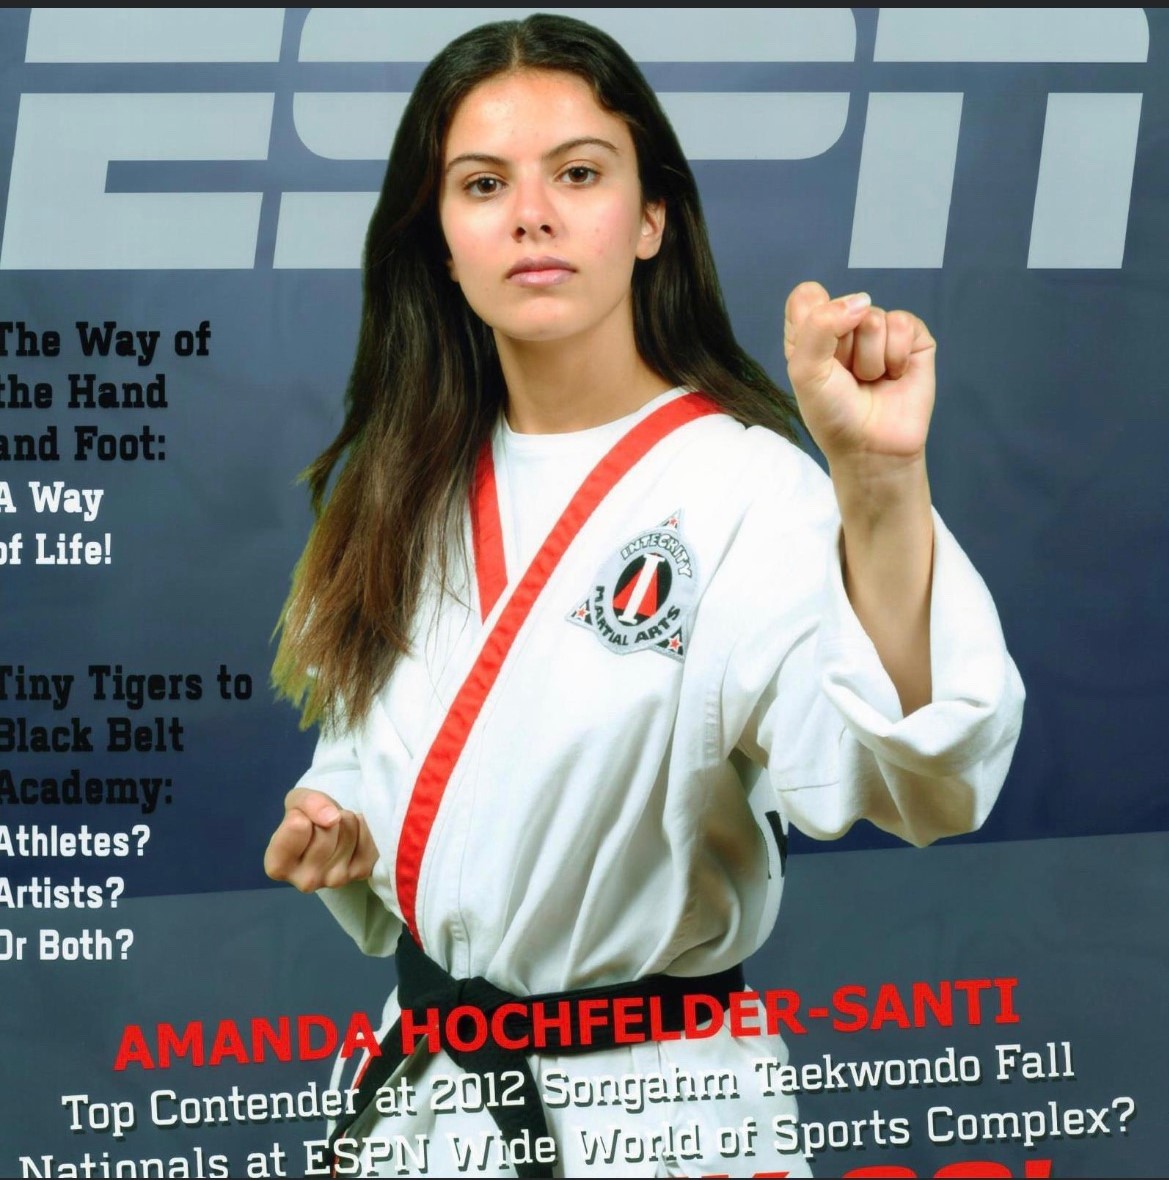 ESPN
The Way of
the Hand
and Foot:
A Way
of Life!
INTEGRITY
MARTIAL ARTS
Tiny Tigers to
Black Belt
Academy:
Athletes?
Artists?
Or Both?
AMANDA HOCHFELDER-SANTI
Top Contender at 2012 Songahm Taekwondo Fall
Nationals at ESPN Wide World of Sports Complex?